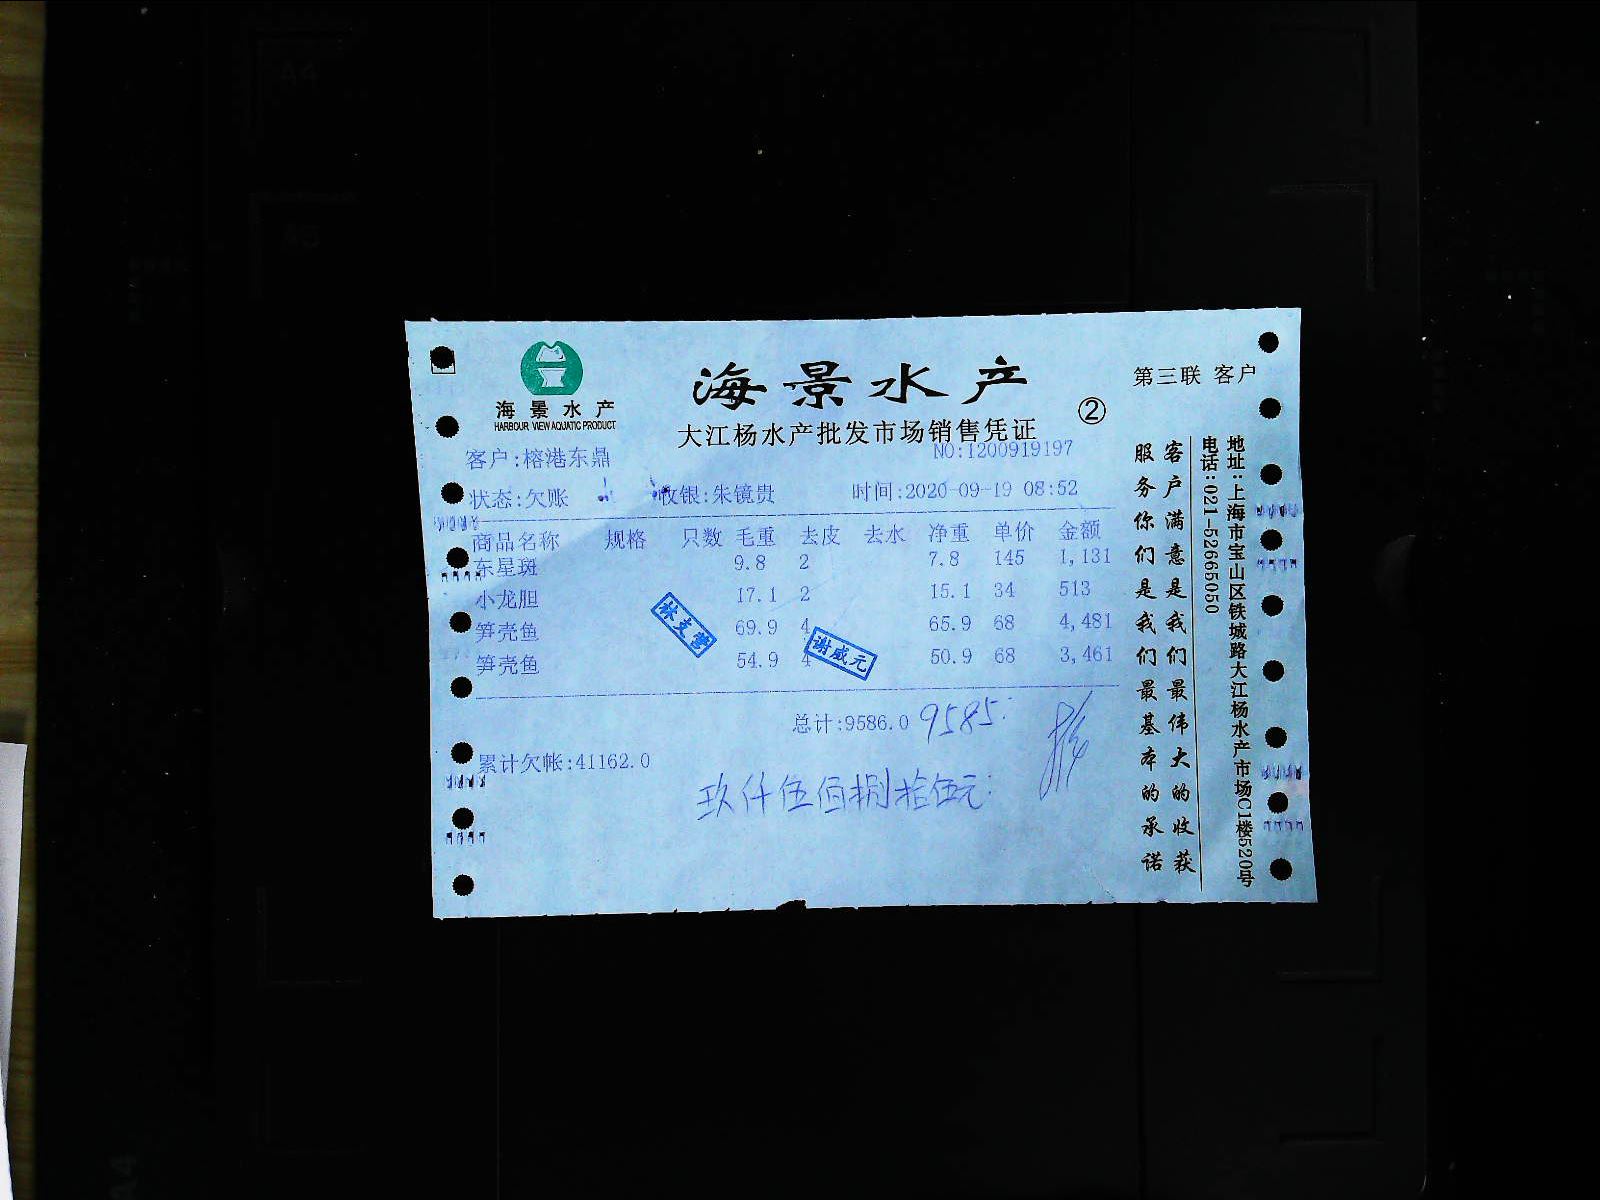 海景水产
HARBOUR VIEW AQUATIC PRODUCT
海景水产
大江杨水产批发市场销售凭证
②
第三联 客户
NO:1200919197
客户:榕港东鼎
状态:欠账 收银:朱镜贵 时间:2020-09-19 08:52
商品名称 规格 只数 毛重 去皮 去水 净重 单价 金额
东星斑 9.8 2 7.8 145 1,131
小龙胆 17.1 2 15.1 34 513
笋壳鱼 69.9 4 65.9 68 4,481
笋壳鱼 54.9 4 50.9 68 3,461
林支营
谢威元
总计:9586.0 9585.
累计欠帐:41162.0
玖仟伍佰捌拾伍元.
客户满意是我们最伟大的收获
服务你们是我们最基本的承诺
地址:上海市宝山区铁城路大江杨水产市场C1楼520号
电话:021-52665050